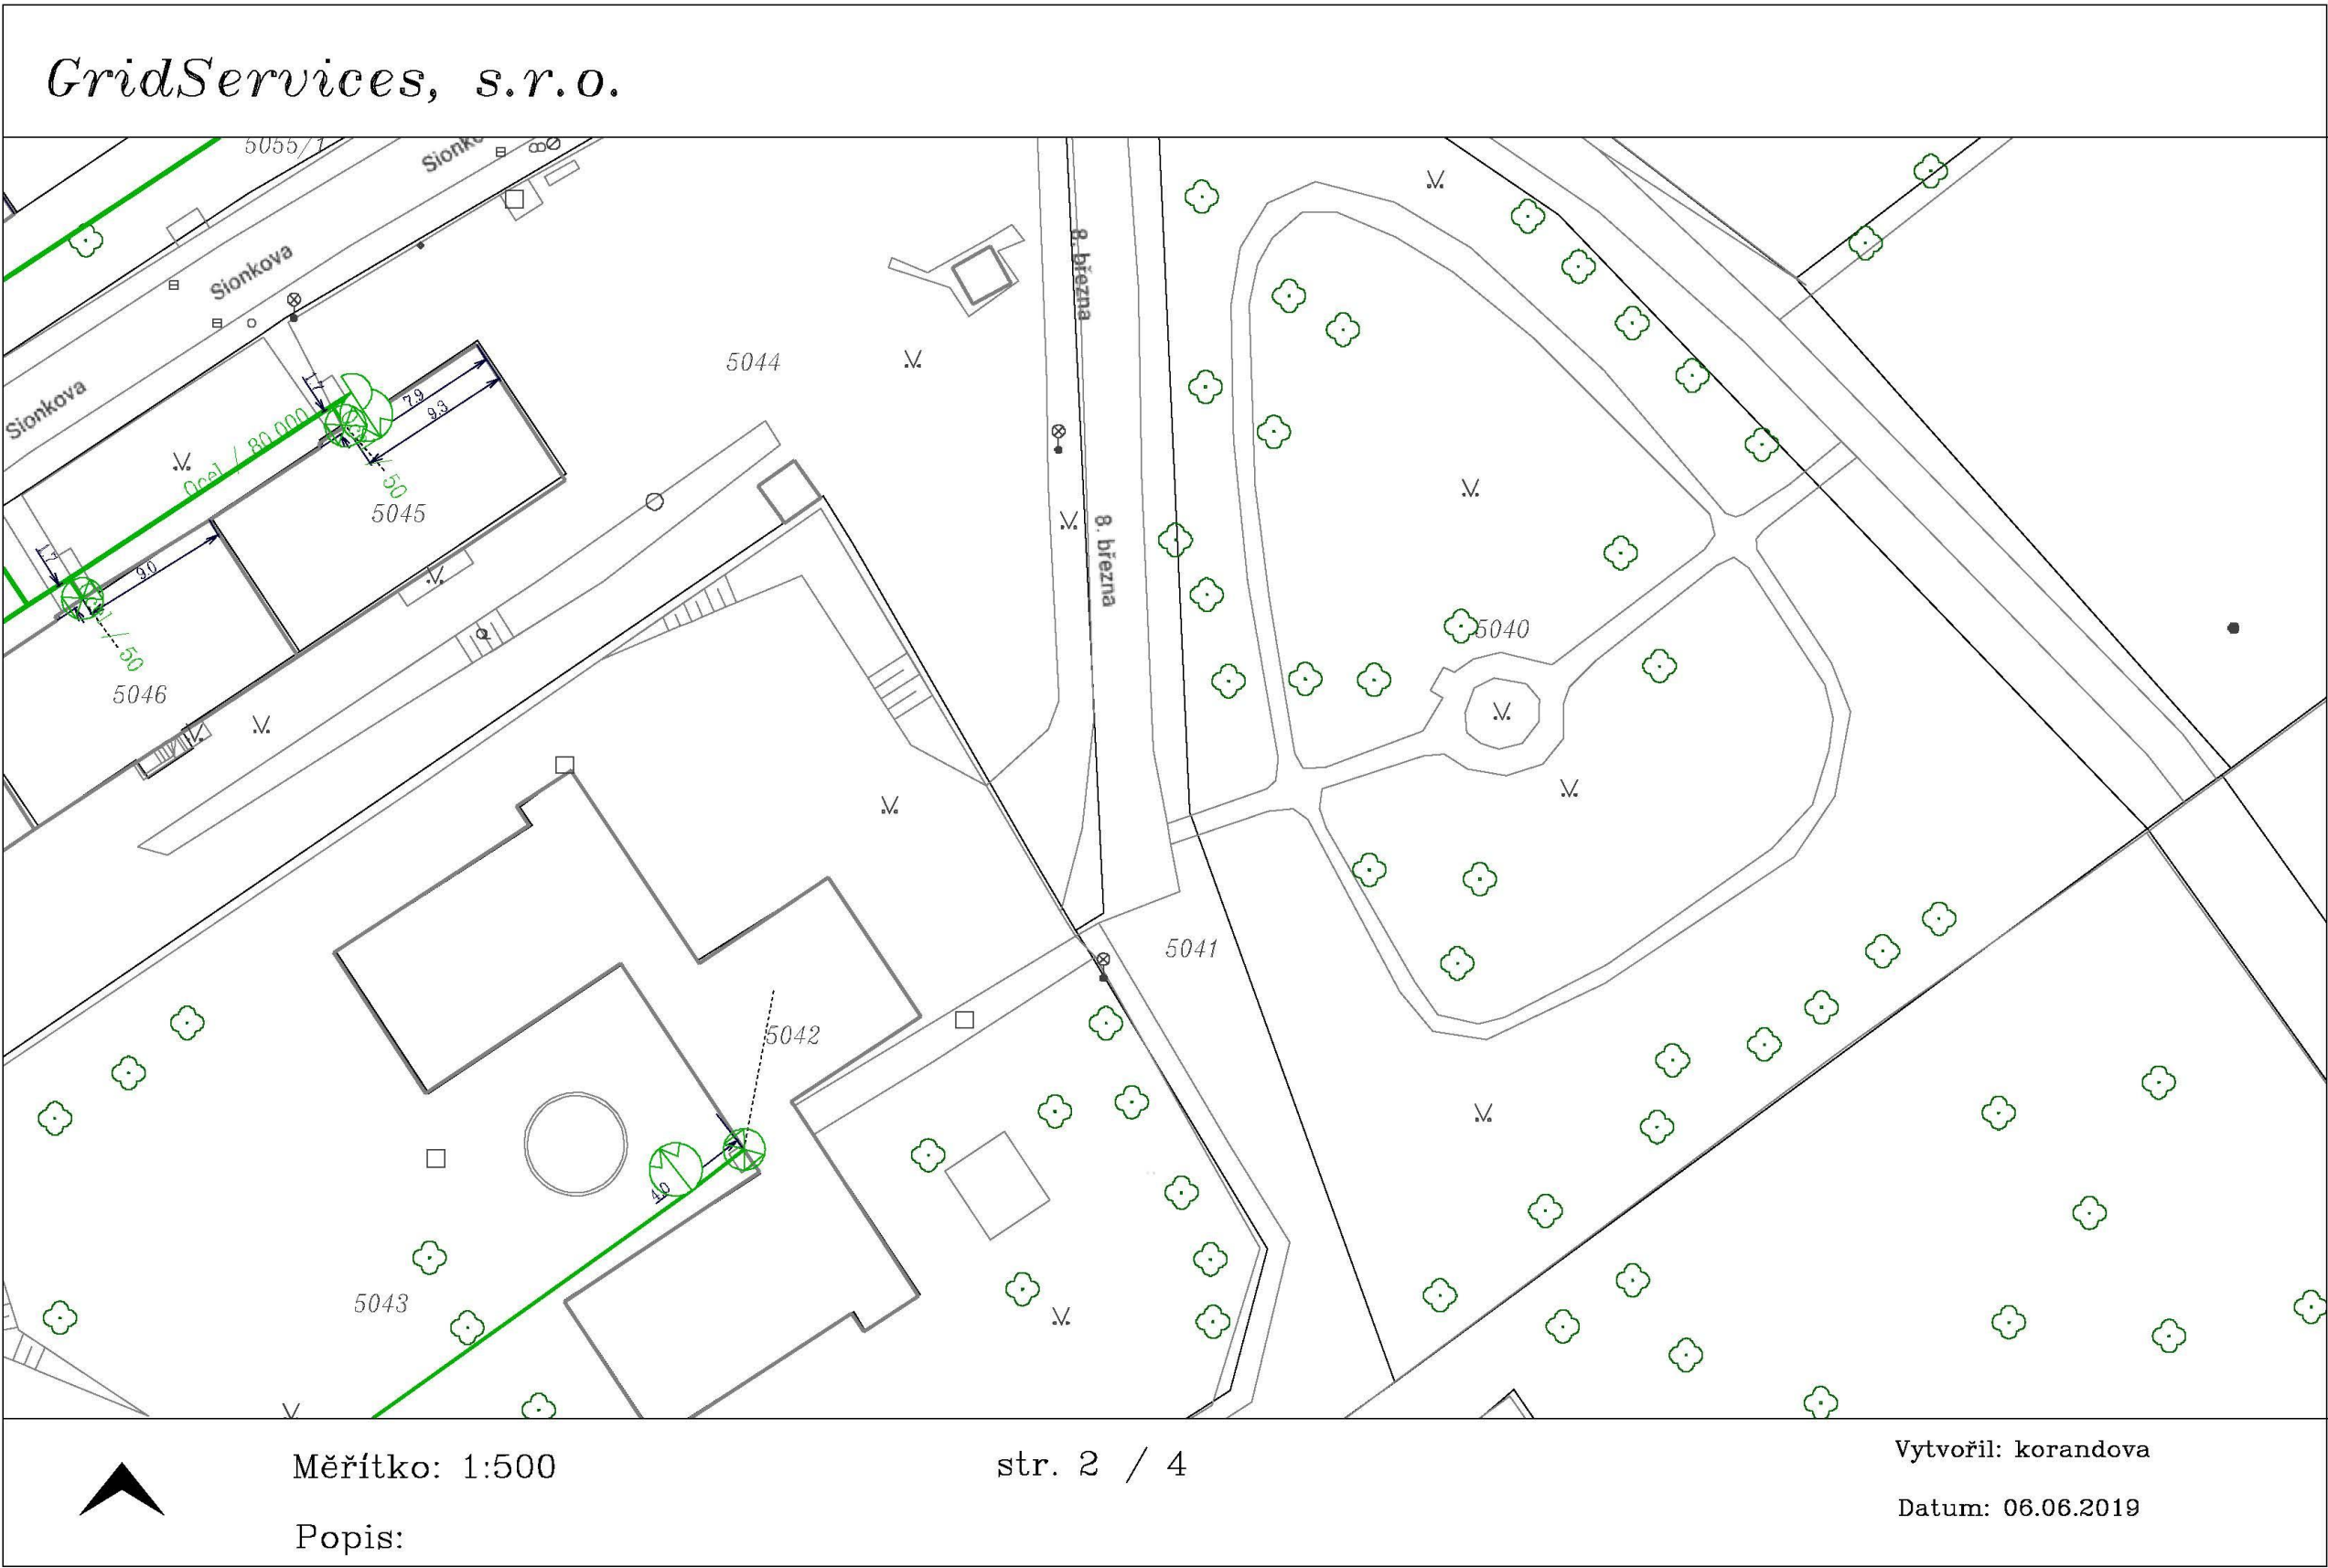 GridServices, s.r.o.
5055/1
Sionkova
Sionkova
8. března
5044
1.7
7.9
9.3
Sionkova
Ocel / 80 000
50
5045
8. března
9.0
50
5040
5046
5041
5042
4.0
5043
Měřítko: 1:500
str. 2 / 4
Vytvořil: korandova
Datum: 06.06.2019
Popis: